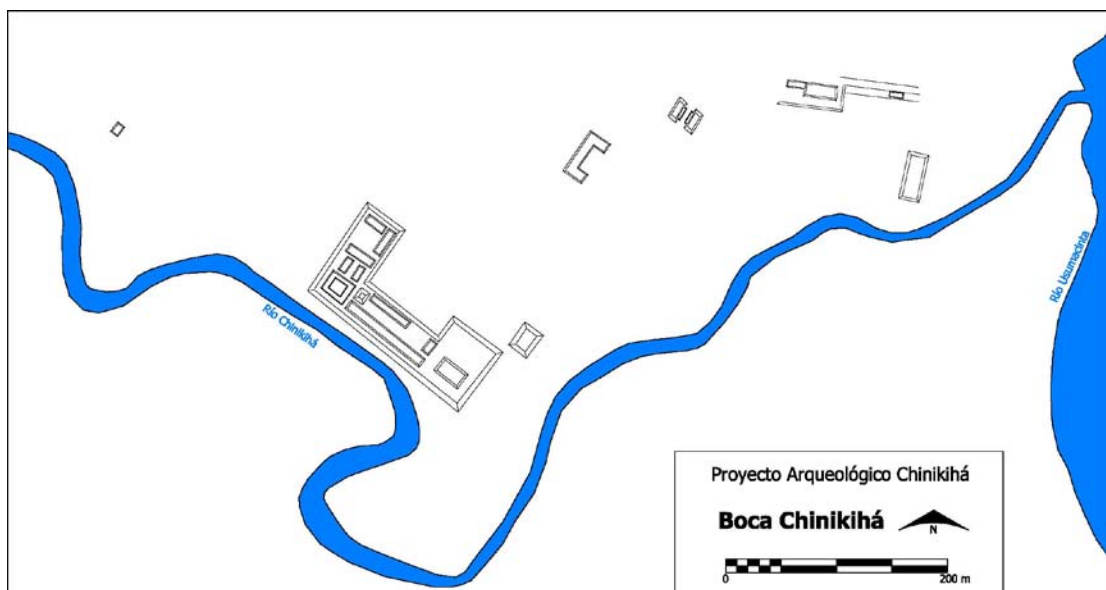 Río Chinikihá
Río Usumacinta
Proyecto Arqueológico Chinikihá
Boca Chinikihá
N
0 200 m